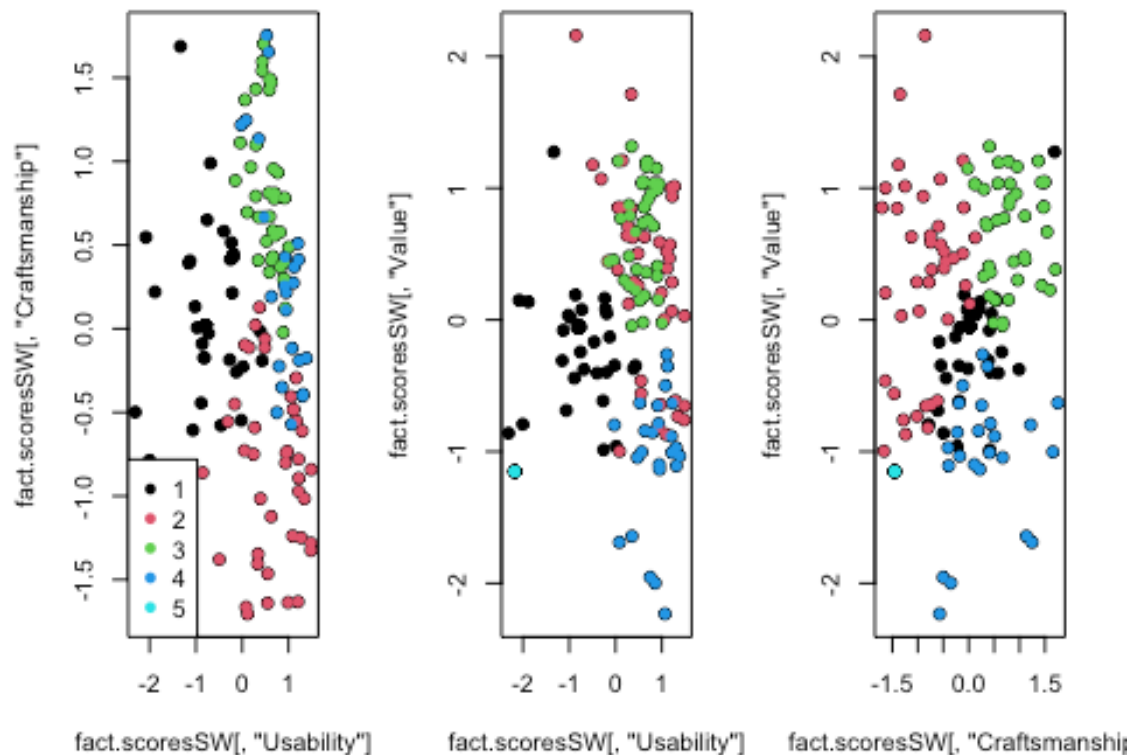 fact.scoresSW[, "Craftsmanship"]
1.5
1.0
0.5
0.0
-0.5
-1.0
-1.5
1
2
3
4
5
-2 -1 0 1
fact.scoresSW[, "Usability"]
fact.scoresSW[, "Value"]
2
1
0
-1
-2
-2 -1 0 1
fact.scoresSW[, "Usability"]
fact.scoresSW[, "Value"]
2
1
0
-1
-2
-1.5 0.0 1.5
fact.scoresSW[, "Craftsmanship